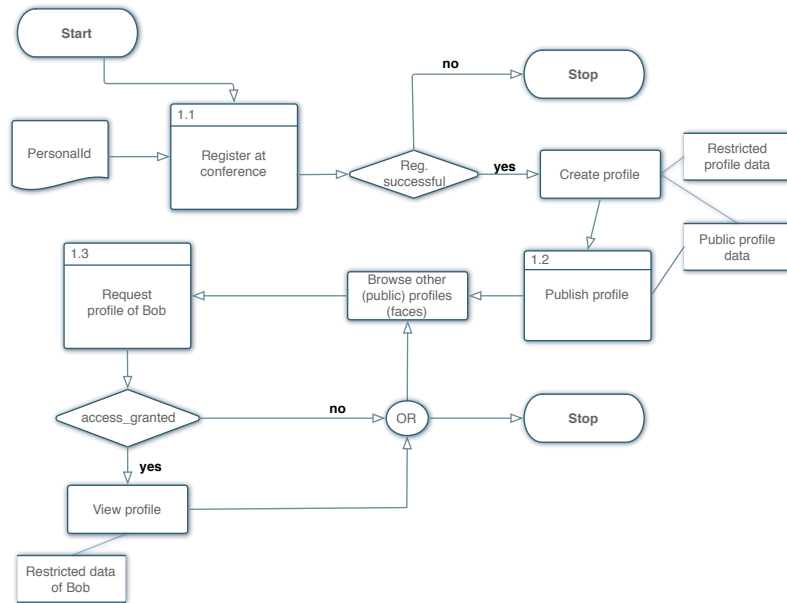 Start
no
Stop
1.1
Register at
conference
PersonalId
Reg.
successful
yes
Create profile
Restricted
profile data
Public profile
data
1.2
Publish profile
Browse other
(public) profiles
(faces)
1.3
Request
profile of Bob
access_granted
no
OR
Stop
yes
View profile
Restricted data
of Bob